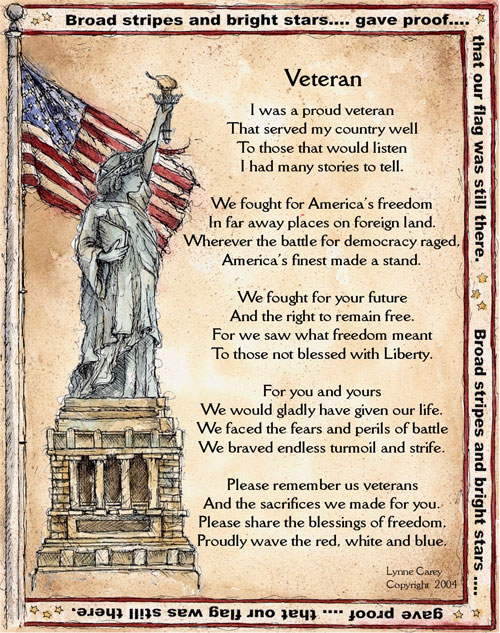 Broad stripes and bright stars.... gave proof....
that our flag was still there.
Broad stripes and bright stars ....
gave proof .... that our flag was still there.
Veteran
I was a proud veteran
That served my country well
To those that would listen
I had many stories to tell.
We fought for America's freedom
In far away places on foreign land.
Wherever the battle for democracy raged,
America's finest made a stand.
We fought for your future
And the right to remain free.
For we saw what freedom meant
To those not blessed with Liberty.
For you and yours
We would gladly have given our life.
We faced the fears and perils of battle
We braved endless turmoil and strife.
Please remember us veterans
And the sacrifices we made for you.
Please share the blessings of freedom,
Proudly wave the red, white and blue.
Lynne Carey
Copyright 2004